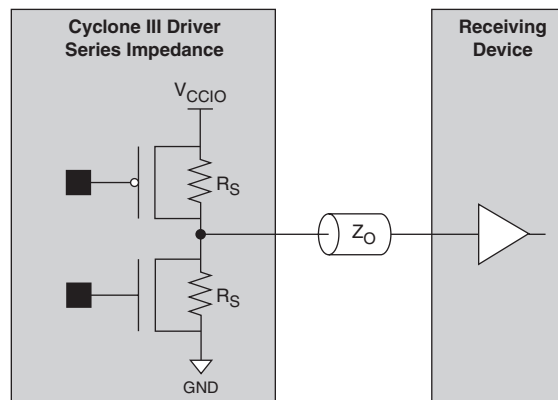 Cyclone III Driver
Series Impedance
Receiving
Device
VCCIO
RS
ZO
RS
GND